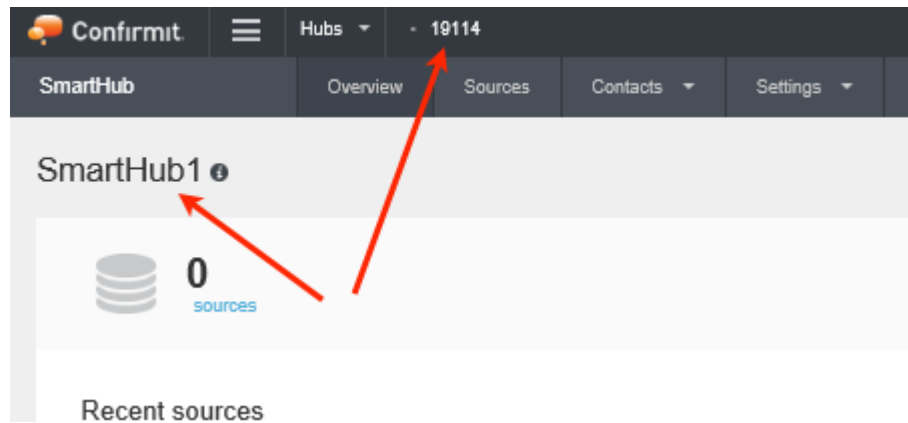 Confirmit. Hubs - 19114
SmartHub Overview Sources Contacts Settings
SmartHub1
0
sources
Recent sources